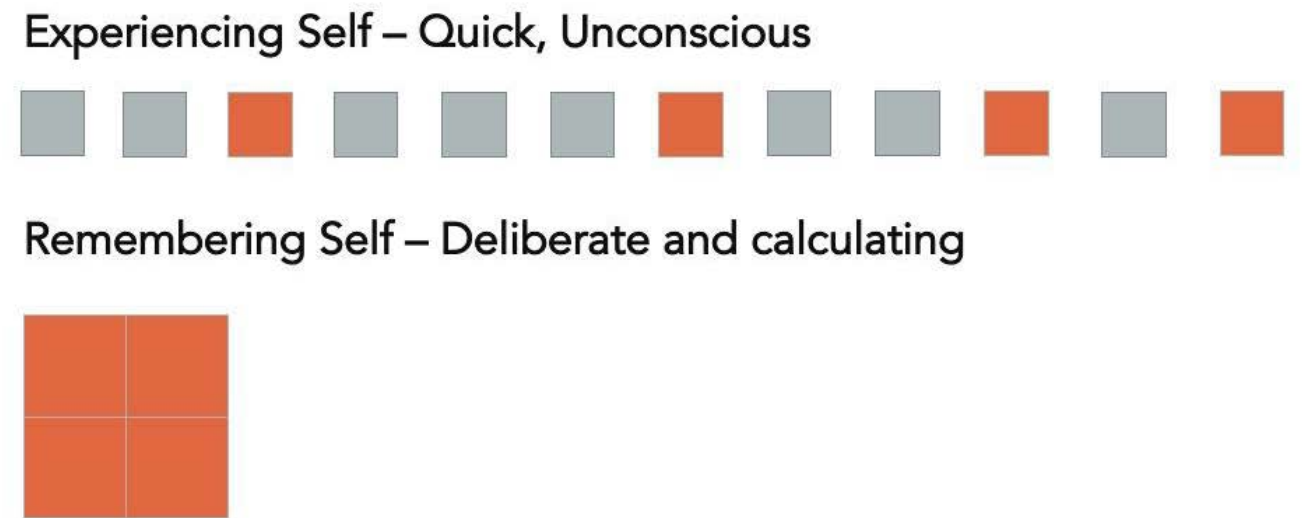 Experiencing Self – Quick, Unconscious
Remembering Self – Deliberate and calculating